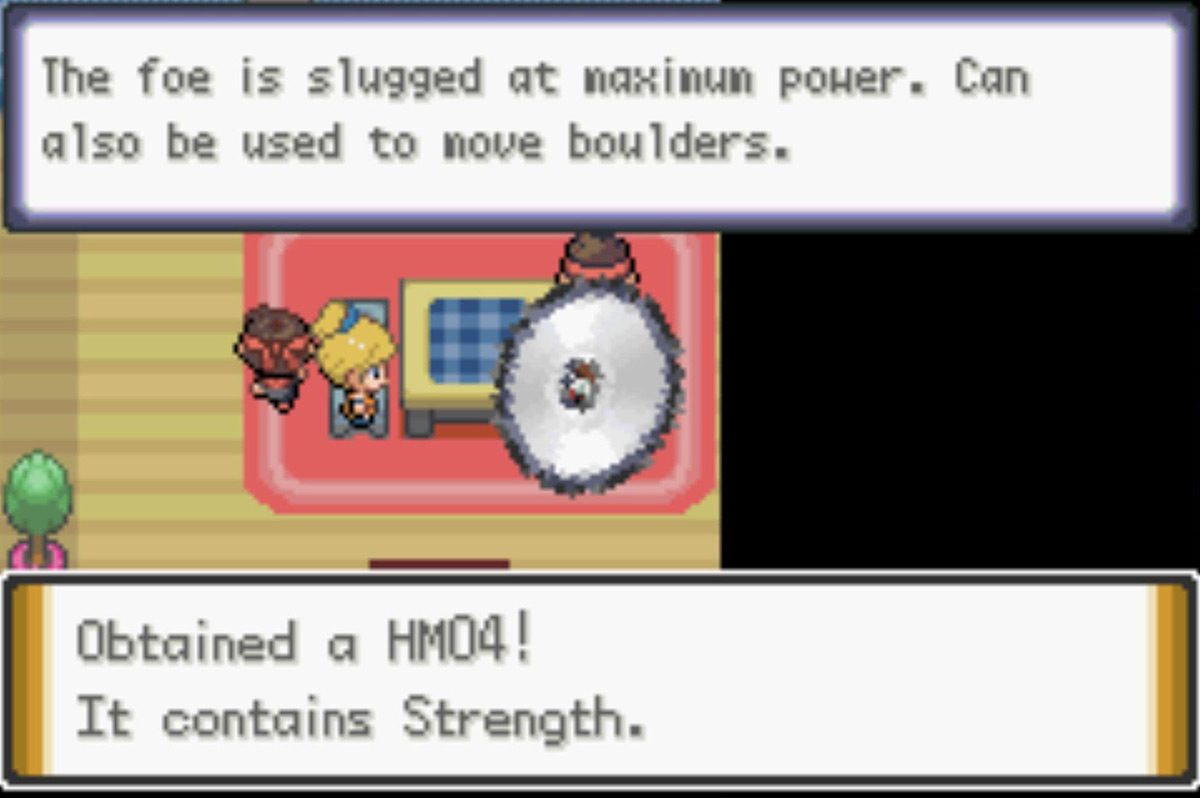 The foe is slugged at maximum power. Can
also be used to move boulders.
Obtained a HM04!
It contains Strength.